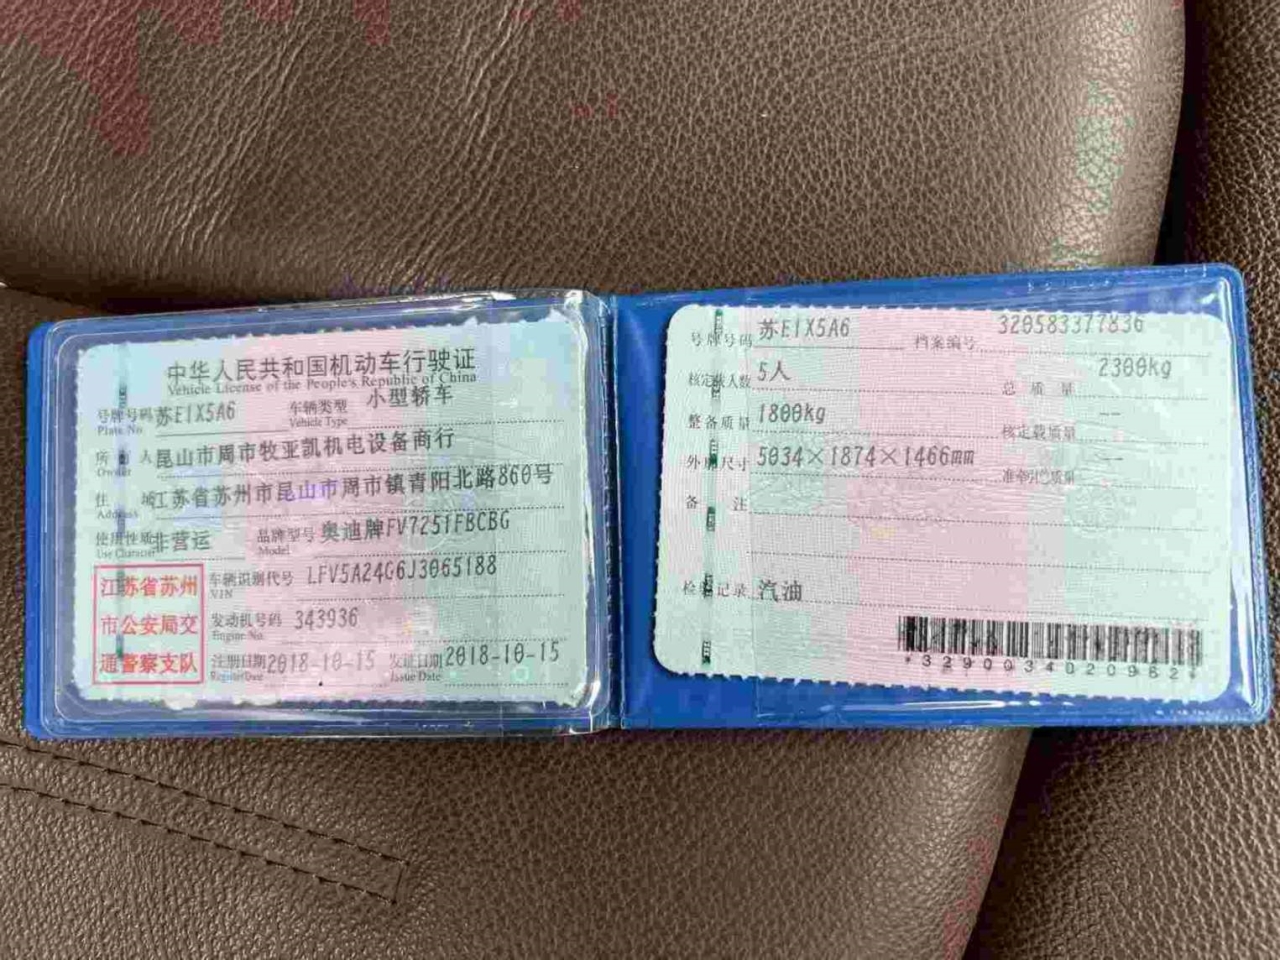 中华人民共和国机动车行驶证
Vehicle License of the People's Republic of China
号牌号码 苏E1X5A6 车辆类型 小型轿车
Plate No. Vehicle Type
所有人 昆山市周市牧亚凯机电设备商行
Owner
住址 江苏省苏州市昆山市周市镇青阳北路860号
Address
使用性质 非营运 品牌型号 奥迪牌FV7251FBCBG
Use Character Model
江苏省苏州
市公安局交
通警察支队
车辆识别代号 LFV5A24G6J3065188
VIN
发动机号码 343936
Engine No.
注册日期 2018-10-15 发证日期 2018-10-15
Register Date Issue Date
号牌号码 苏E1X5A6 档案编号 320583377836
核定载人数 5人 总质量 2300kg
整备质量 1800kg 核定载质量 --
外廓尺寸 5034×1874×1466mm 准牵引总质量 --
备注
检验记录 汽油
*3290034020962*